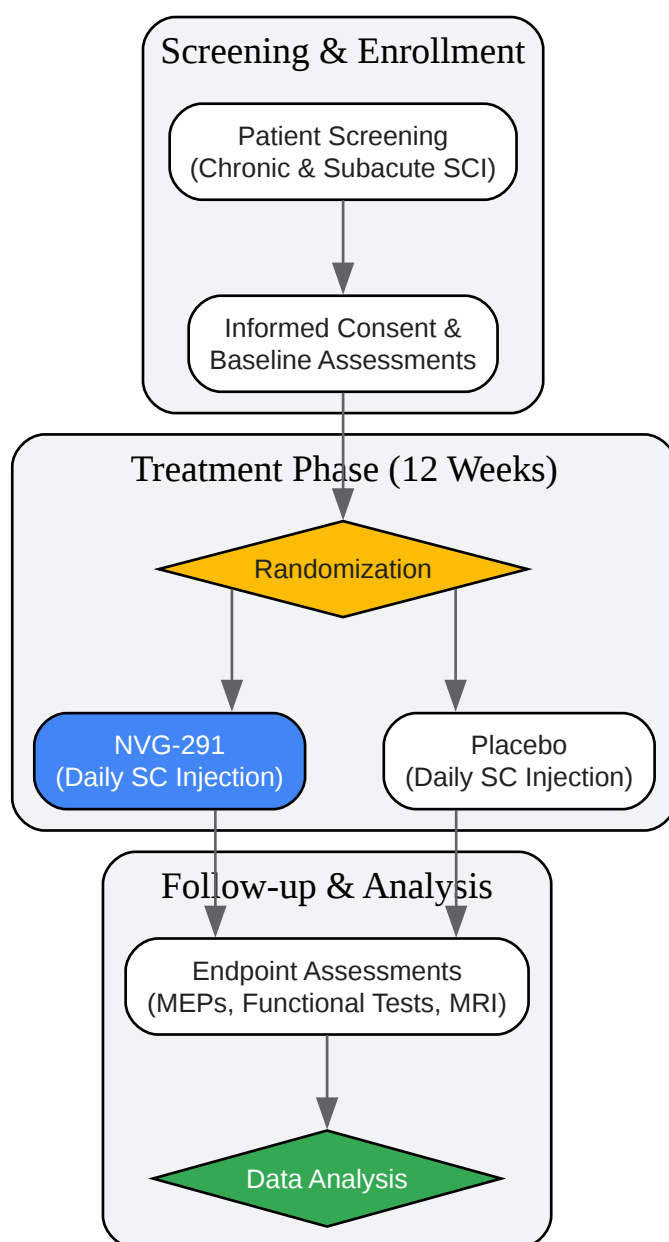 Screening & Enrollment
Patient Screening
(Chronic & Subacute SCI)
Informed Consent &
Baseline Assessments
Treatment Phase (12 Weeks)
Randomization
NVG-291
(Daily SC Injection)
Placebo
(Daily SC Injection)
Follow-up & Analysis
Endpoint Assessments
(MEPs, Functional Tests, MRI)
Data Analysis